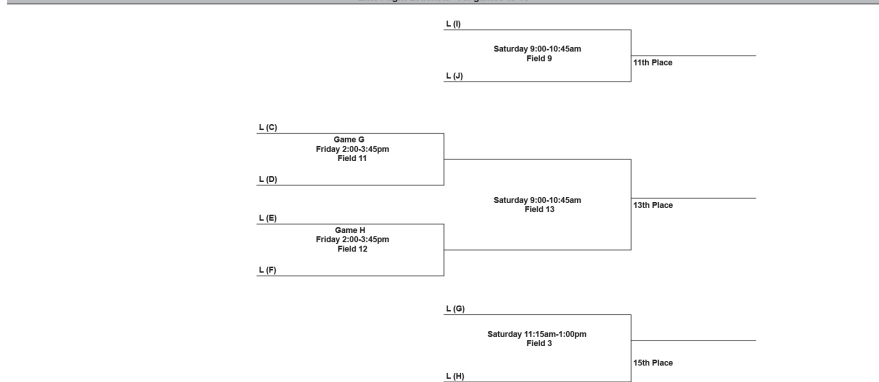 L (I)
Saturday 9:00-10:45am
Field 9
11th Place
L (J)
L (C)
Game G
Friday 2:00-3:45pm
Field 11
L (D)
Saturday 9:00-10:45am
Field 13
13th Place
L (E)
Game H
Friday 2:00-3:45pm
Field 12
L (F)
L (G)
Saturday 11:15am-1:00pm
Field 3
15th Place
L (H)